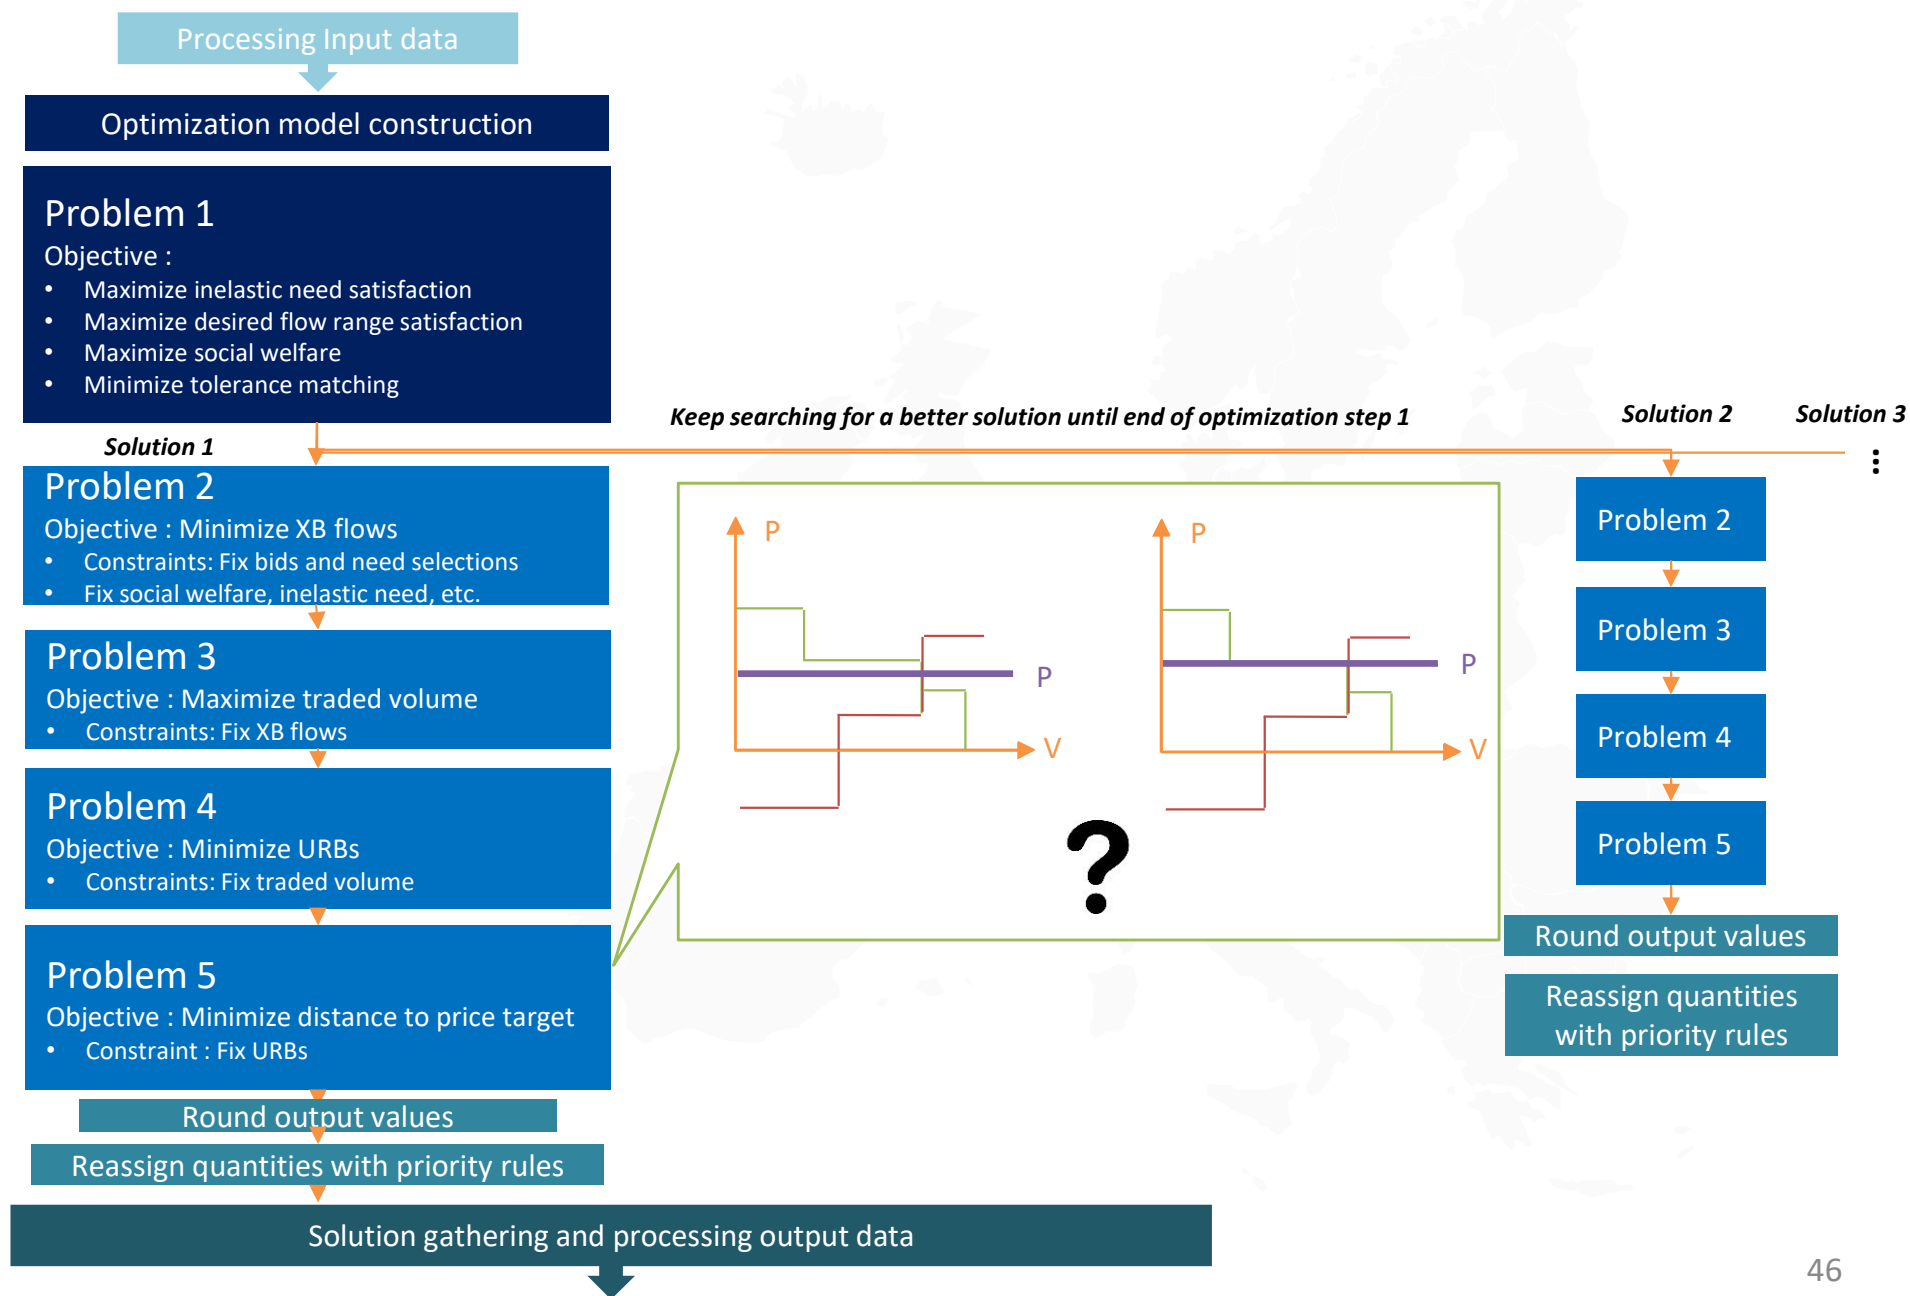 Processing Input data
Optimization model construction
Problem 1
Objective :
• Maximize inelastic need satisfaction
• Maximize desired flow range satisfaction
• Maximize social welfare
• Minimize tolerance matching
Keep searching for a better solution until end of optimization step 1
Solution 1
Solution 2
Solution 3
...
Problem 2
Objective : Minimize XB flows
• Constraints: Fix bids and need selections
• Fix social welfare, inelastic need, etc.
Problem 3
Objective : Maximize traded volume
• Constraints: Fix XB flows
Problem 4
Objective : Minimize URBs
• Constraints: Fix traded volume
Problem 5
Objective : Minimize distance to price target
• Constraint : Fix URBs
Round output values
Reassign quantities with priority rules
Solution gathering and processing output data
P
P
V
P
P
V
?
Problem 2
Problem 3
Problem 4
Problem 5
Round output values
Reassign quantities
with priority rules
46